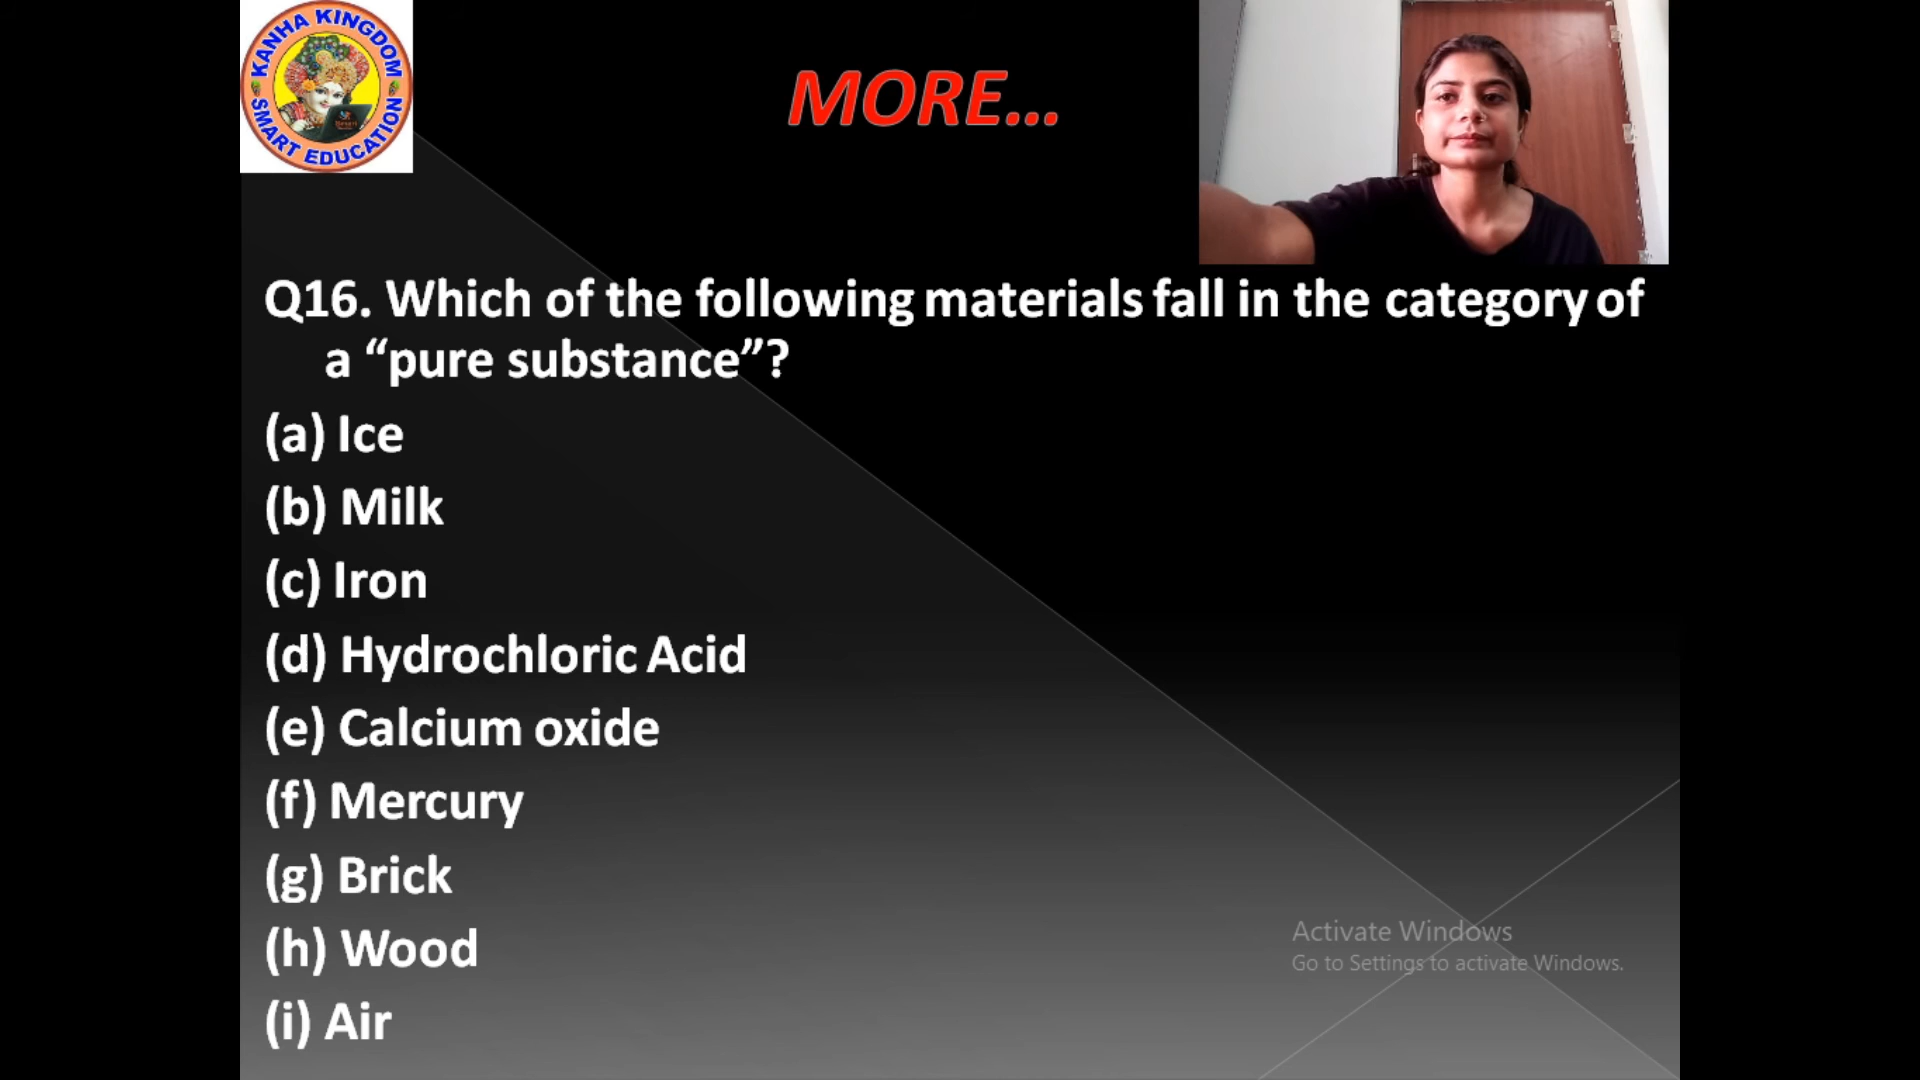 KANHA KINGDOM
SMART EDUCATION
MORE...
Q16. Which of the following materials fall in the category of
a “pure substance”?
(a) Ice
(b) Milk
(c) Iron
(d) Hydrochloric Acid
(e) Calcium oxide
(f) Mercury
(g) Brick
(h) Wood
(i) Air
Activate Windows
Go to Settings to activate Windows.